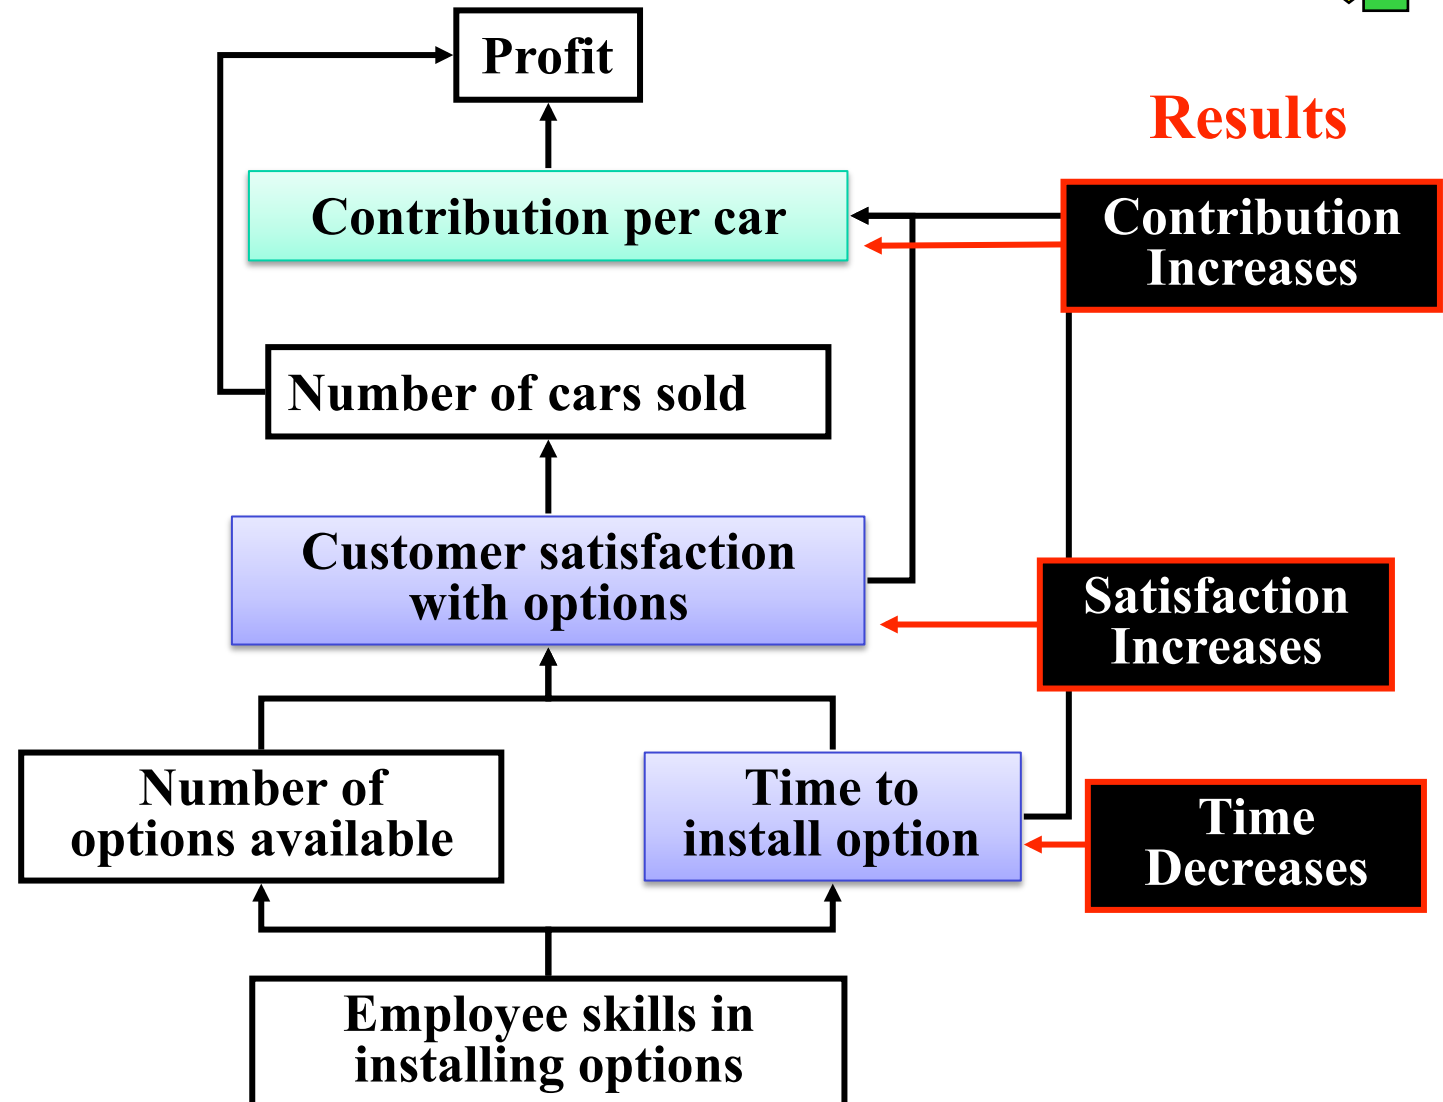 Profit
Results
Contribution per car
Contribution
Increases
Number of cars sold
Customer satisfaction
with options
Satisfaction
Increases
Number of
options available
Time to
install option
Time
Decreases
Employee skills in
installing options